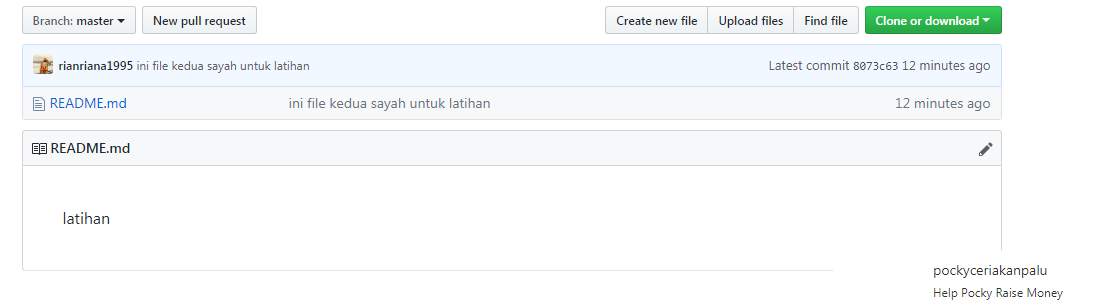 Branch: master New pull request Create new file Upload files Find file Clone or download
rianriana1995 ini file kedua sayah untuk latihan Latest commit 8073c63 12 minutes ago
README.md ini file kedua sayah untuk latihan 12 minutes ago
README.md
latihan
pockyceriakanpalu
Help Pocky Raise Money